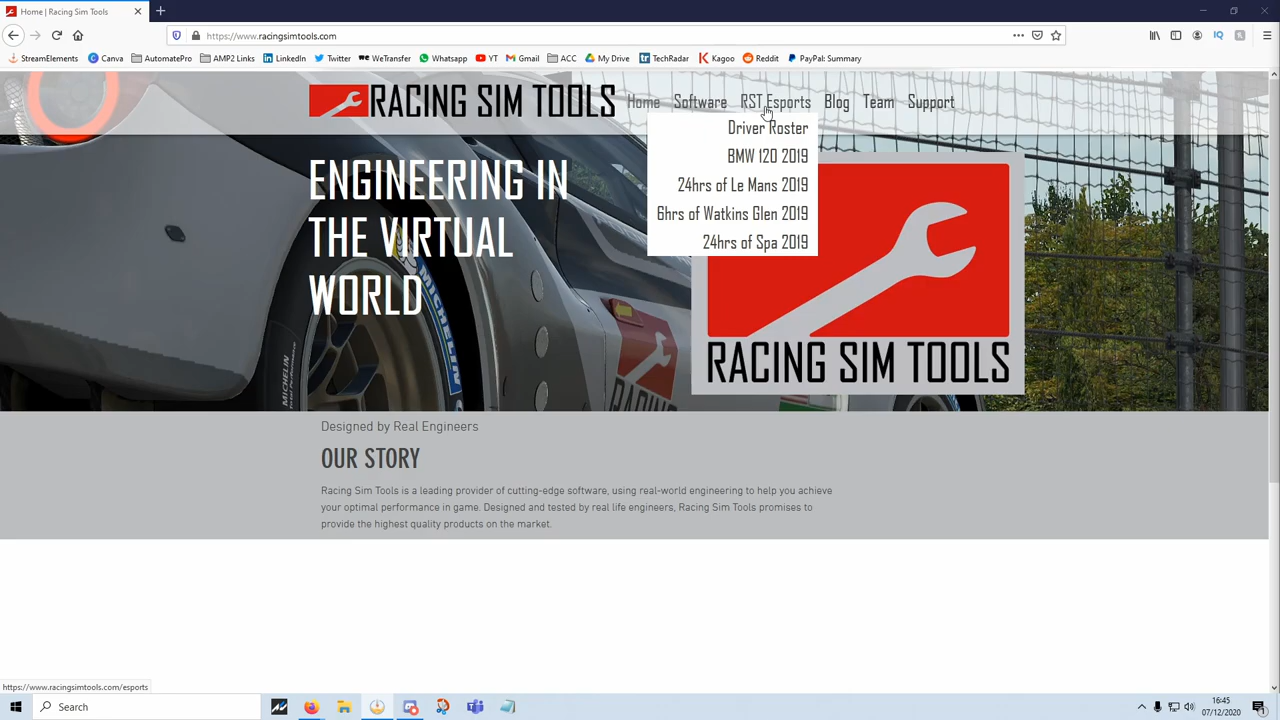 Home | Racing Sim Tools
https://www.racingsimtools.com
StreamElements Canva AutomatePro AMP2 Links LinkedIn Twitter WeTransfer Whatsapp YT Gmail ACC My Drive TechRadar Kagoo Reddit PayPal: Summary
RACING SIM TOOLS Home Software RST Esports Blog Team Support
Driver Roster
BMW 120 2019
24hrs of Le Mans 2019
6hrs of Watkins Glen 2019
24hrs of Spa 2019
ENGINEERING IN
THE VIRTUAL
WORLD
MICHELIN
RACING
RACING SIM TOOLS
Designed by Real Engineers
OUR STORY
Racing Sim Tools is a leading provider of cutting-edge software, using real-world engineering to help you achieve
your optimal performance in game. Designed and tested by real life engineers, Racing Sim Tools promises to
provide the highest quality products on the market.
https://www.racingsimtools.com/esports
Search
16:45
07/12/2020